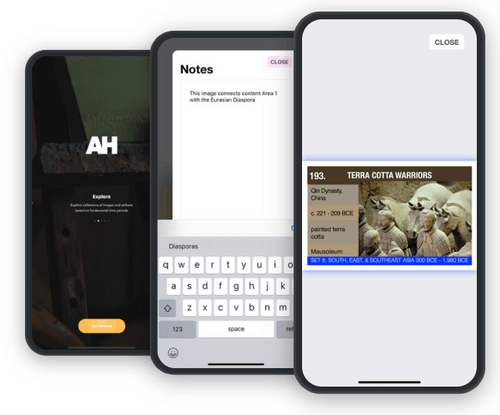 AH
Explore
Explore collections of images and artifacts
based on fundamental time periods
Notes
CLOSE
This image connects content Area 1
with the Eurasian Diaspora
Diasporas
q w e r t y u i o
a s d f g h j k
z x c v b n m
123 space ret
CLOSE
193. TERRA COTTA WARRIORS
Qin Dynasty,
China
c. 221 - 209 BCE
painted terra
cotta
Mausoleum
SET 8: SOUTH, EAST, & SOUTHEAST ASIA 300 BCE - 1,980 BCE